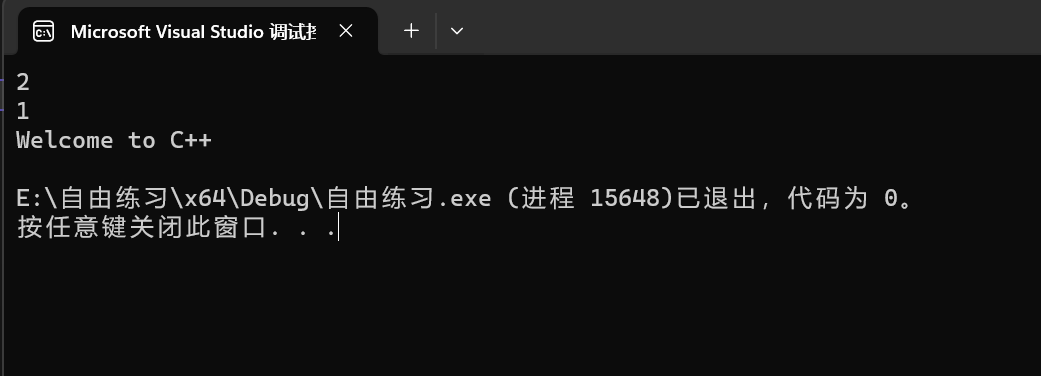 Microsoft Visual Studio 调试
2
1
Welcome to C++
E:\自由练习\x64\Debug\自由练习.exe (进程 15648)已退出，代码为 0。
按任意键关闭此窗口. . .